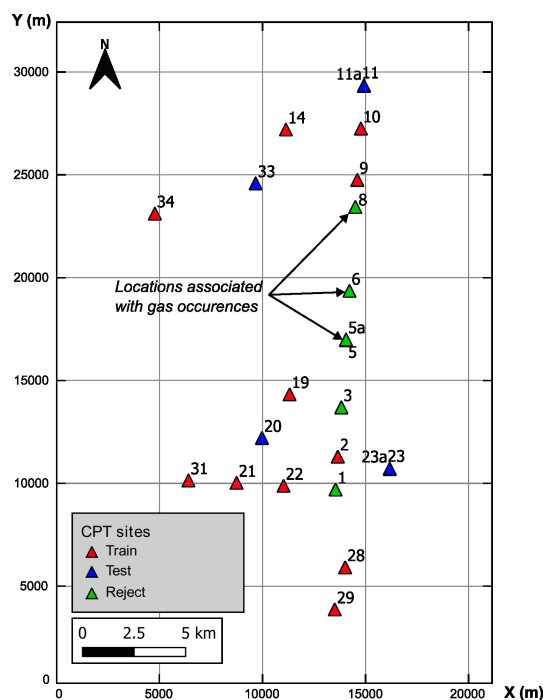 Y (m)
N
30000
11a11
14
10
25000
33
9
34
8
20000
6
Locations associated
with gas occurences
5a
5
15000
19
3
20
2
23a23
10000
31
21
22
1
CPT sites
Train
Test
Reject
28
5000
29
0
2.5
5 km
0
0
5000
10000
15000
20000
X (m)